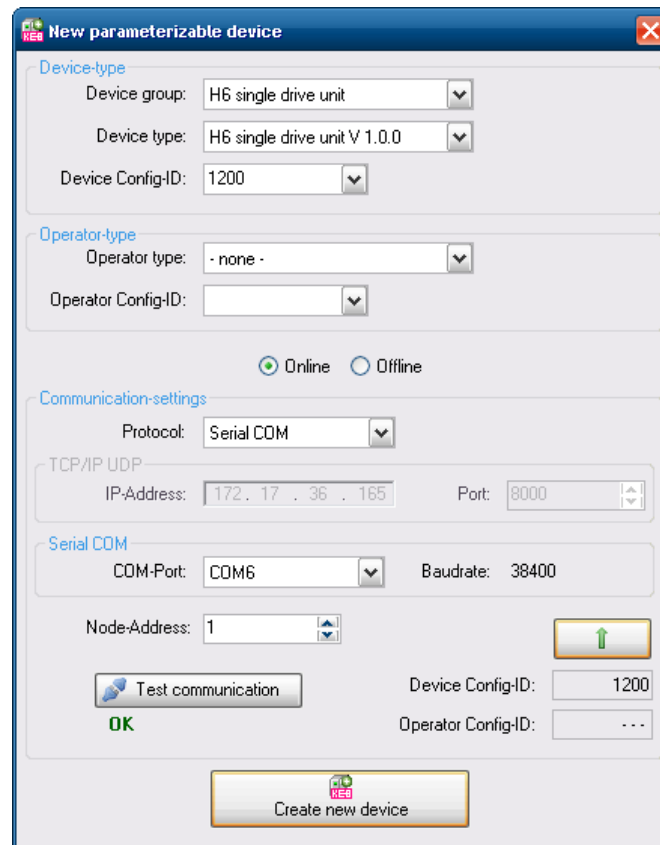 KEB New parameterizable device
Device-type
Device group: H6 single drive unit
Device type: H6 single drive unit V 1.0.0
Device Config-ID: 1200
Operator-type
Operator type: - none -
Operator Config-ID:
Online Offline
Communication-settings
Protocol: Serial COM
TCP/IP UDP
IP-Address: 172 . 17 . 36 . 165 Port: 8000
Serial COM
COM-Port: COM6 Baudrate: 38400
Node-Address: 1
Test communication Device Config-ID: 1200
OK Operator Config-ID: - - -
KEB
Create new device